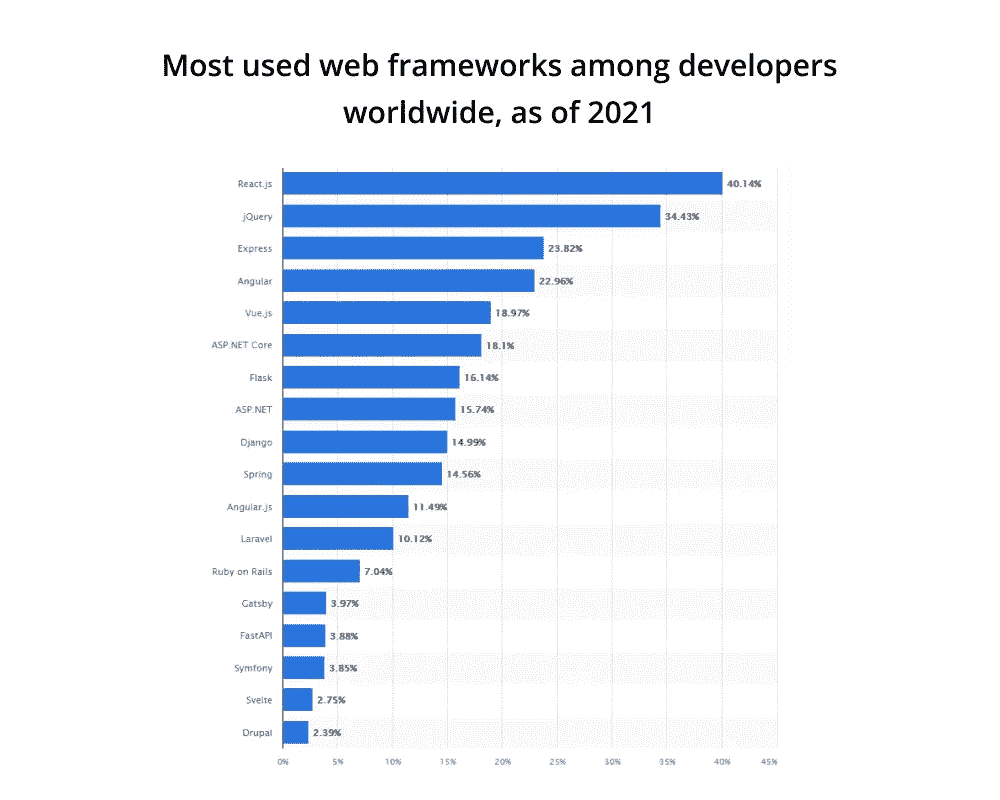 Most used web frameworks among developers
worldwide, as of 2021
React.js 40.14%
jQuery 34.43%
Express 23.82%
Angular 22.96%
Vue.js 18.97%
ASP.NET Core 18.1%
Flask 16.14%
ASP.NET 15.74%
Django 14.99%
Spring 14.56%
Angular.js 11.49%
Laravel 10.12%
Ruby on Rails 7.04%
Gatsby 3.97%
FastAPI 3.88%
Symfony 3.85%
Svelte 2.75%
Drupal 2.39%
0% 5% 10% 15% 20% 25% 30% 35% 40% 45%